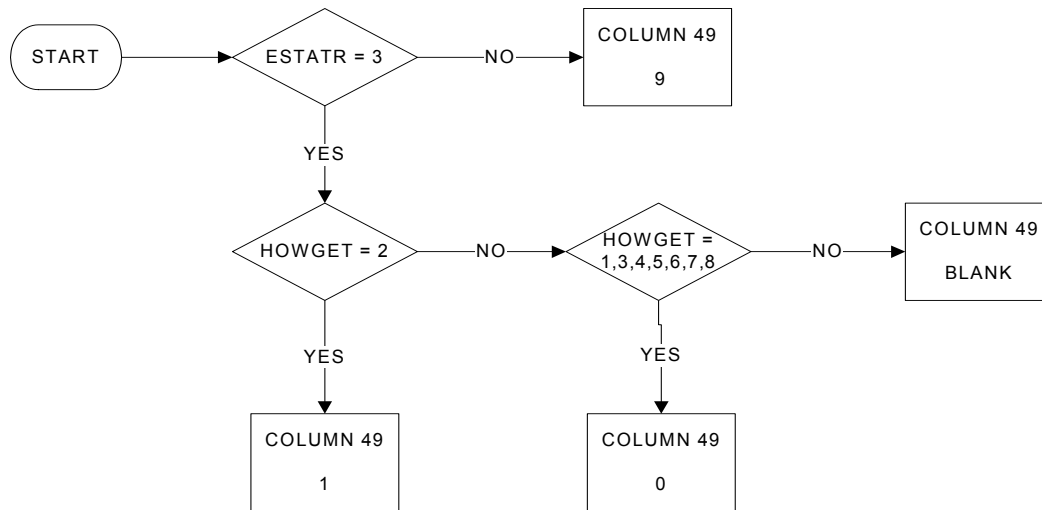 START
ESTATR = 3
NO
COLUMN 49
9
YES
HOWGET = 2
NO
HOWGET =
1,3,4,5,6,7,8
NO
COLUMN 49
BLANK
YES
YES
COLUMN 49
1
COLUMN 49
0